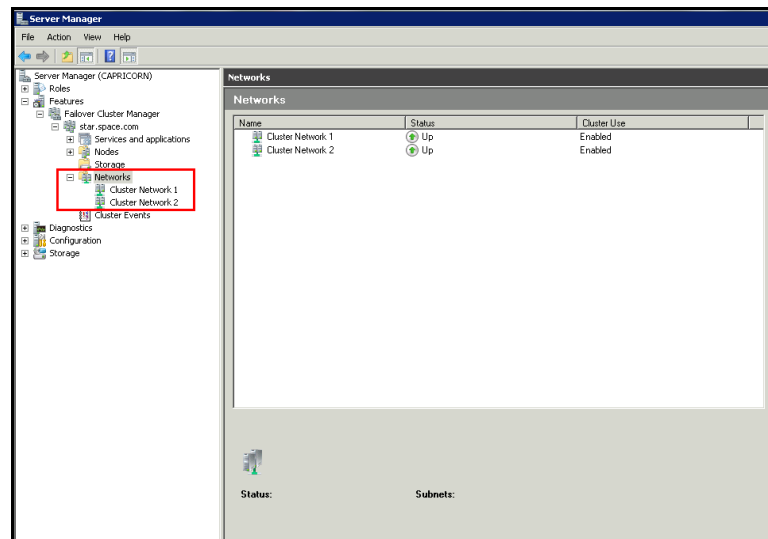 Server Manager
File Action View Help
Server Manager (CAPRICORN)
Roles
Features
Failover Cluster Manager
star.space.com
Services and applications
Nodes
Storage
Networks
Cluster Network 1
Cluster Network 2
Cluster Events
Diagnostics
Configuration
Storage
Networks
Networks
Name Status Cluster Use
Cluster Network 1 Up Enabled
Cluster Network 2 Up Enabled
Status: Subnets: